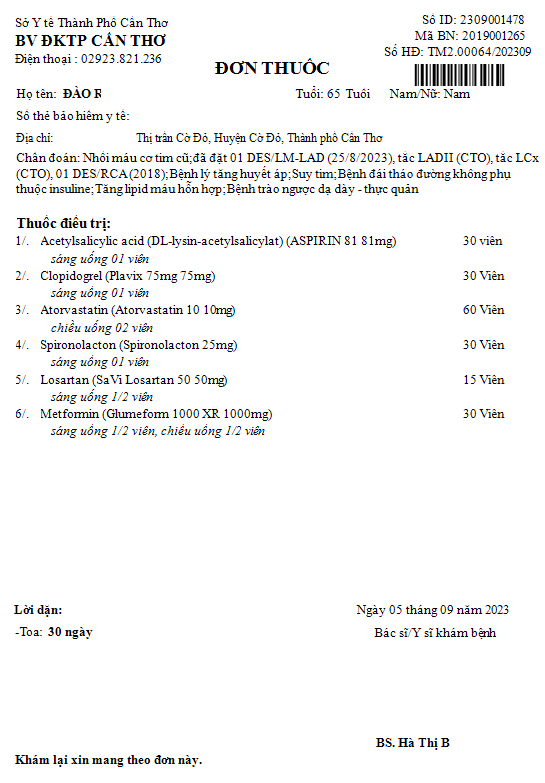 Sở Y tế Thành Phố Cần Thơ
BV ĐKTP CẦN THƠ
Điện thoại : 02923.821.236
Số ID: 2309001478
Mã BN: 2019001265
Số HĐ: TM2.00064/202309
ĐƠN THUỐC
Họ tên: ĐÀO R Tuổi: 65 Tuổi Nam/Nữ: Nam
Số thẻ bảo hiểm y tế:
Địa chỉ: Thị trấn Cờ Đỏ, Huyện Cờ Đỏ, Thành phố Cần Thơ
Chẩn đoán: Nhồi máu cơ tim cũ;đã đặt 01 DES/LM-LAD (25/8/2023), tắc LADII (CTO), tắc LCx
(CTO), 01 DES/RCA(2018);Bệnh lý tăng huyết áp;Suy tim;Bệnh đái tháo đường không phụ
thuộc insuline;Tăng lipid máu hỗn hợp;Bệnh trào ngược dạ dày - thực quản
Thuốc điều trị:
1/. Acetylsalicylic acid (DL-lysin-acetylsalicylat) (ASPIRIN 81 81mg) 30 viên
sáng uống 01 viên
2/. Clopidogrel (Plavix 75mg 75mg) 30 Viên
sáng uống 01 viên
3/. Atorvastatin (Atorvastatin 10 10mg) 60 Viên
chiều uống 02 viên
4/. Spironolacton (Spironolacton 25mg) 30 Viên
sáng uống 01 viên
5/. Losartan (SaVi Losartan 50 50mg) 15 Viên
sáng uống 1/2 viên
6/. Metformin (Glumeform 1000 XR 1000mg) 30 Viên
sáng uống 1/2 viên, chiều uống 1/2 viên
Lời dặn:
-Toa: 30 ngày
Ngày 05 tháng 09 năm 2023
Bác sĩ/Y sĩ khám bệnh
BS. Hà Thị B
Khám lại xin mang theo đơn này.